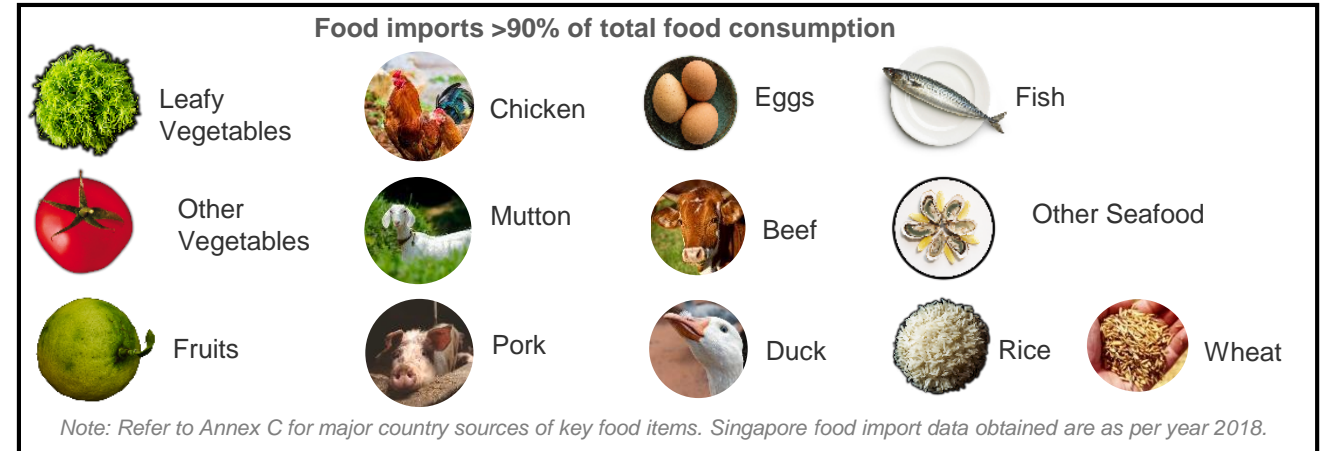 Food imports >90% of total food consumption
Leafy
Vegetables
Chicken
Eggs
Fish
Other
Vegetables
Mutton
Beef
Other Seafood
Fruits
Pork
Duck
Rice
Wheat
Note: Refer to Annex C for major country sources of key food items. Singapore food import data obtained are as per year 2018.